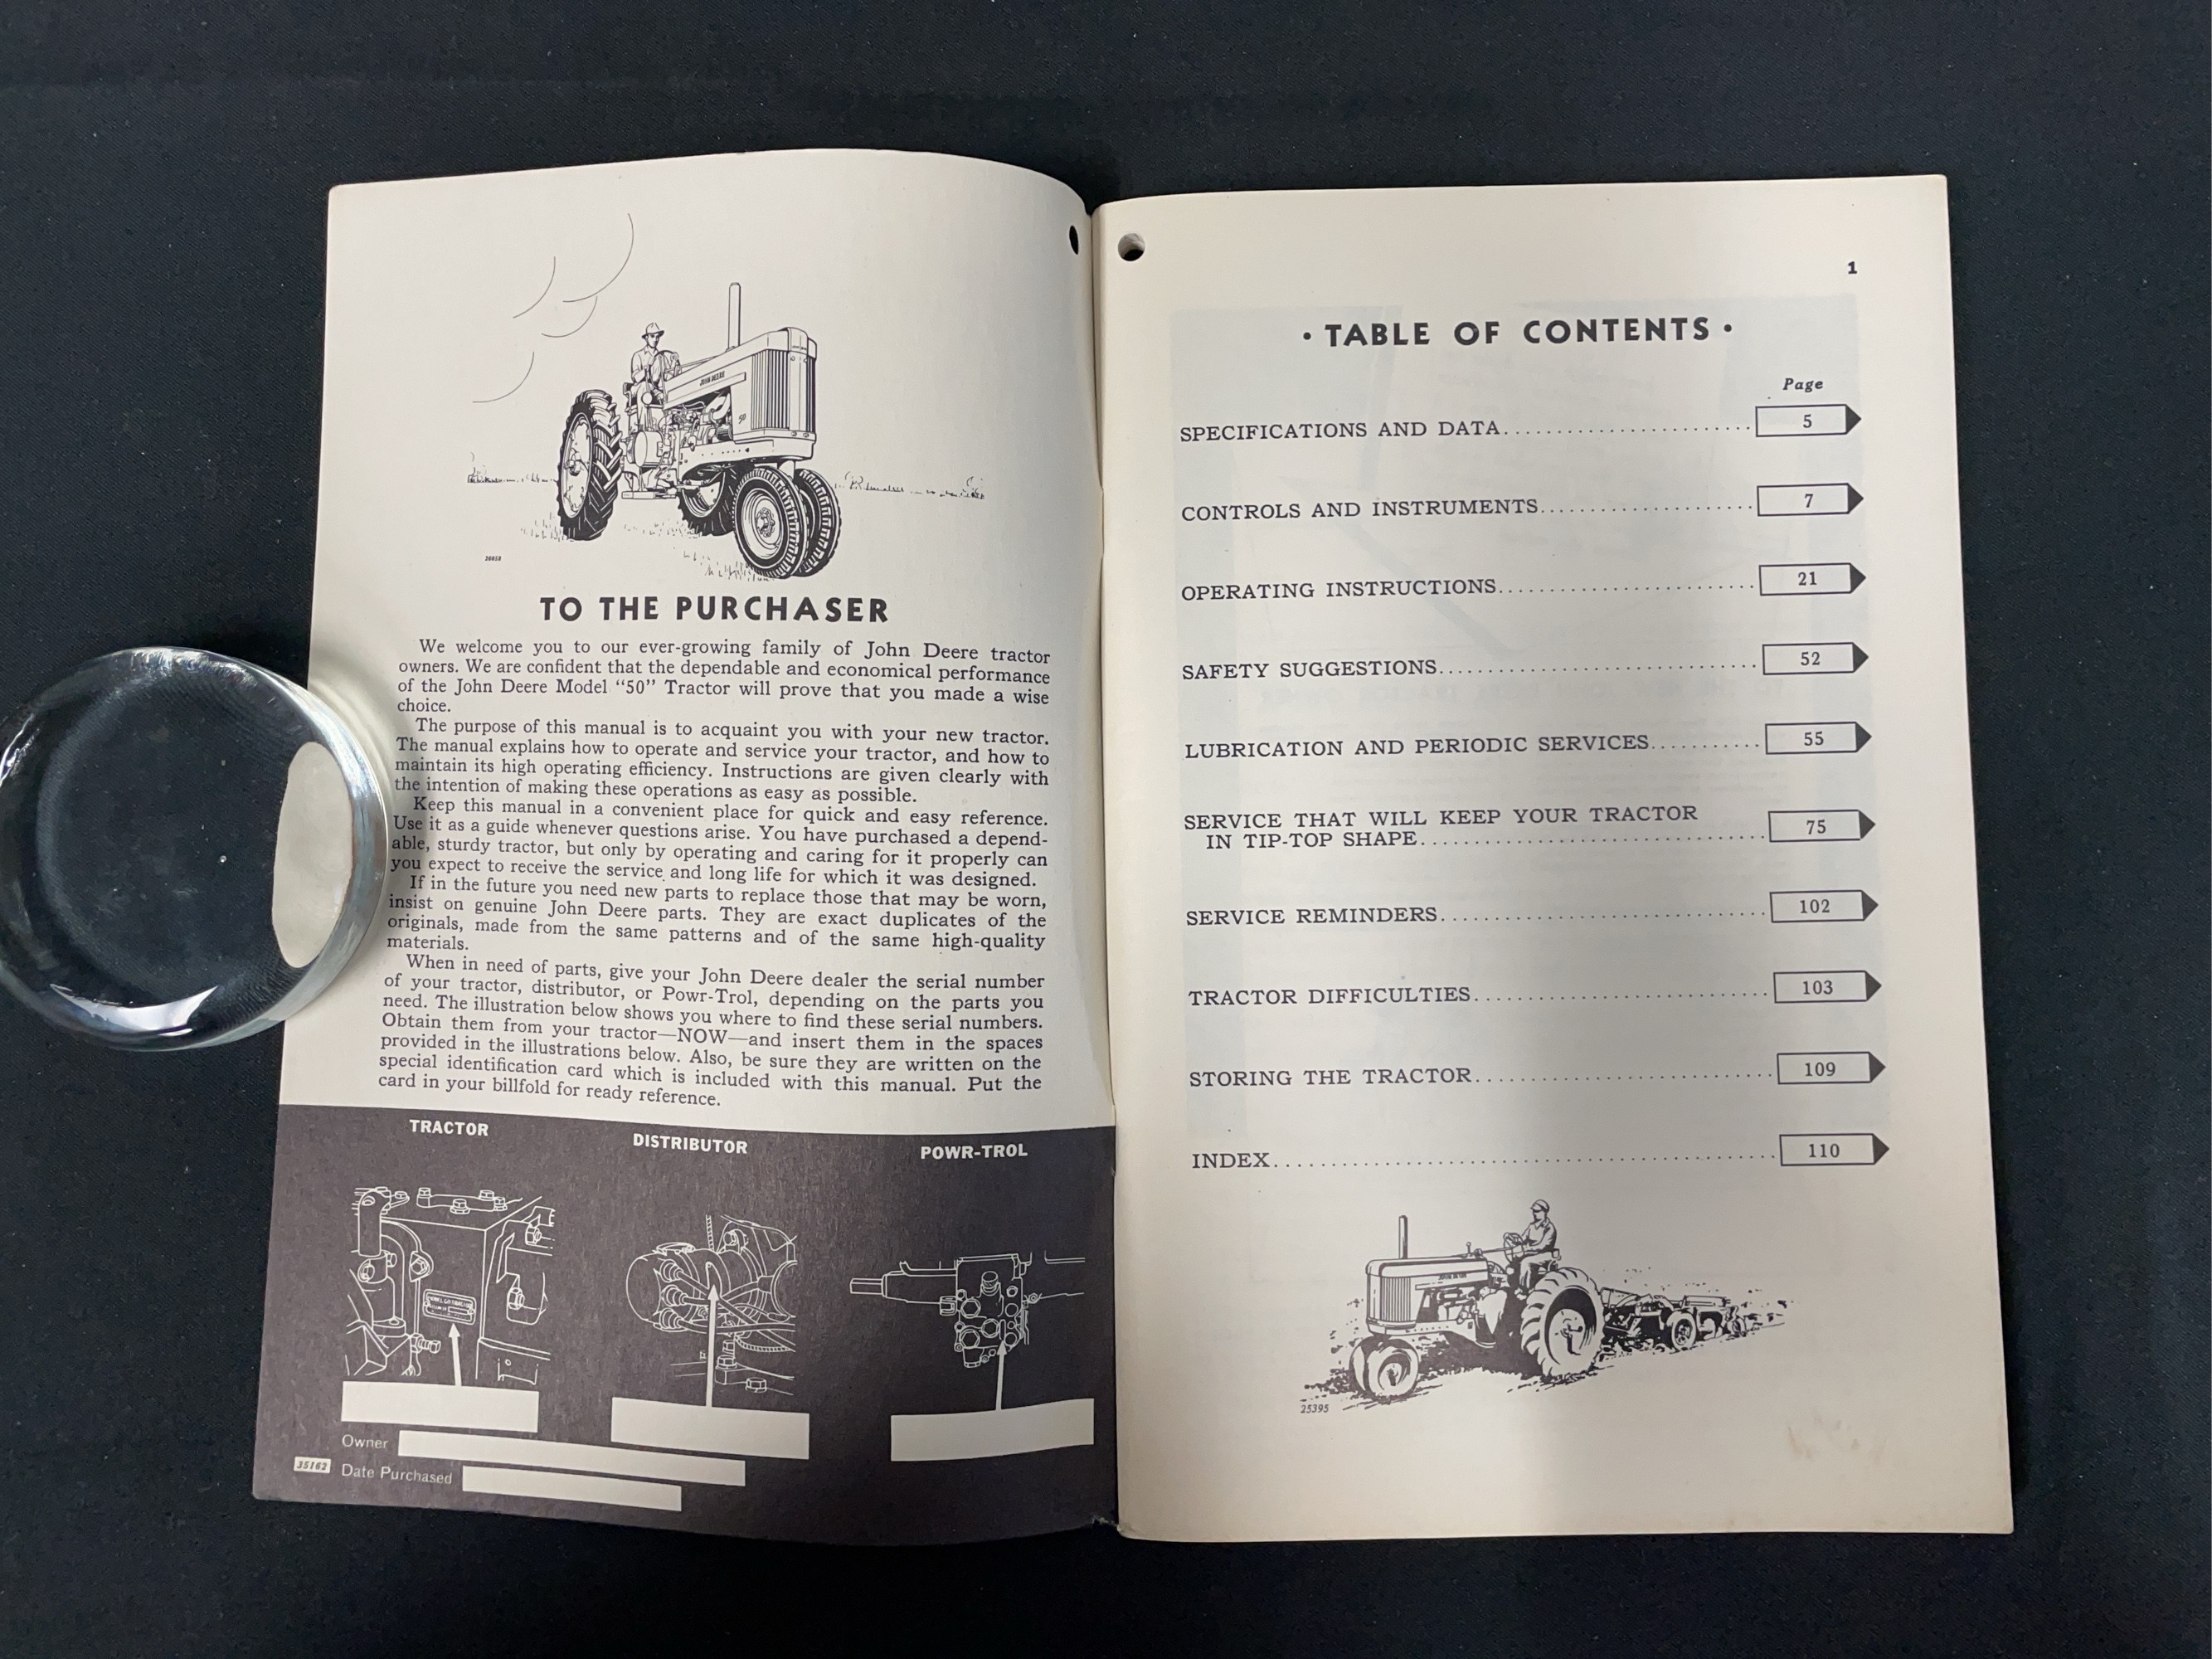 JOHN DEERE
50
TO THE PURCHASER
We welcome you to our ever-growing family of John Deere tractor
owners. We are confident that the dependable and economical performance
of the John Deere Model "50" Tractor will prove that you made a wise
choice.
The purpose of this manual is to acquaint you with your new tractor.
The manual explains how to operate and service your tractor, and how to
maintain its high operating efficiency. Instructions are given clearly with
the intention of making these operations as easy as possible.
Keep this manual in a convenient place for quick and easy reference.
Use it as a guide whenever questions arise. You have purchased a depend-
able, sturdy tractor, but only by operating and caring for it properly can
you expect to receive the service and long life for which it was designed.
If in the future you need new parts to replace those that may be worn,
insist on genuine John Deere parts. They are exact duplicates of the
originals, made from the same patterns and of the same high-quality
materials.
When in need of parts, give your John Deere dealer the serial number
of your tractor, distributor, or Powr-Trol, depending on the parts you
need. The illustration below shows you where to find these serial numbers.
Obtain them from your tractor—NOW—and insert them in the spaces
provided in the illustrations below. Also, be sure they are written on the
special identification card which is included with this manual. Put the
card in your billfold for ready reference.
TRACTOR
DISTRIBUTOR
POWR-TROL
Owner
35162 Date Purchased
1
• TABLE OF CONTENTS •
Page
SPECIFICATIONS AND DATA.......................... 5
CONTROLS AND INSTRUMENTS...................... 7
OPERATING INSTRUCTIONS.......................... 21
SAFETY SUGGESTIONS................................ 52
LUBRICATION AND PERIODIC SERVICES........... 55
SERVICE THAT WILL KEEP YOUR TRACTOR
IN TIP-TOP SHAPE.................................. 75
SERVICE REMINDERS................................. 102
TRACTOR DIFFICULTIES.............................. 103
STORING THE TRACTOR.............................. 109
INDEX.................................................. 110
JOHN DEERE
25395